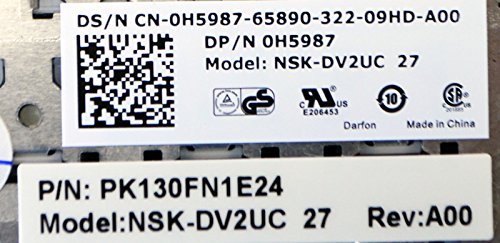 DS/N CN-0H5987-65890-322-09HD-A00
DP/N 0H5987
Model: NSK-DV2UC 27
GS
c US
E206453
10
Darfon
Made in China
P/N: PK130FN1E24
Model:NSK-DV2UC 27 Rev:A00